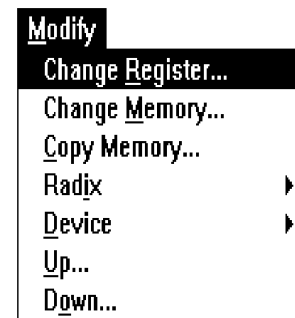 Modify
Change Register...
Change Memory...
Copy Memory...
Radix
Device
Up...
Down...